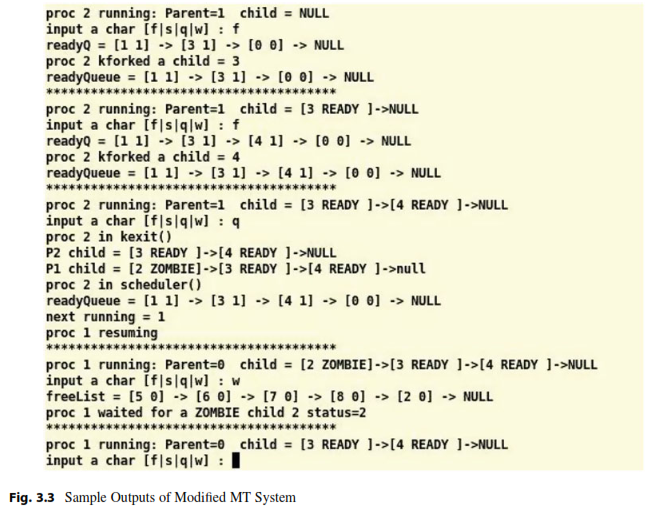 proc 2 running: Parent=1  child = NULL
input a char [f|s|q|w] : f
readyQ = [1 1] -> [3 1] -> [0 0] -> NULL
proc 2 kforked a child = 3
readyQueue = [1 1] -> [3 1] -> [0 0] -> NULL
***************************************
proc 2 running: Parent=1  child = [3 READY ]->NULL
input a char [f|s|q|w] : f
readyQ = [1 1] -> [3 1] -> [4 1] -> [0 0] -> NULL
proc 2 kforked a child = 4
readyQueue = [1 1] -> [3 1] -> [4 1] -> [0 0] -> NULL
***************************************
proc 2 running: Parent=1  child = [3 READY ]->[4 READY ]->NULL
input a char [f|s|q|w] : q
proc 2 in kexit()
P2 child = [3 READY ]->[4 READY ]->NULL
P1 child = [2 ZOMBIE]->[3 READY ]->[4 READY ]->null
proc 2 in scheduler()
readyQueue = [1 1] -> [3 1] -> [4 1] -> [0 0] -> NULL
next running = 1
proc 1 resuming
***************************************
proc 1 running: Parent=0  child = [2 ZOMBIE]->[3 READY ]->[4 READY ]->NULL
input a char [f|s|q|w] : w
freeList = [5 0] -> [6 0] -> [7 0] -> [8 0] -> [2 0] -> NULL
proc 1 waited for a ZOMBIE child 2 status=2
***************************************
proc 1 running: Parent=0  child = [3 READY ]->[4 READY ]->NULL
input a char [f|s|q|w] :
Fig. 3.3 Sample Outputs of Modified MT System